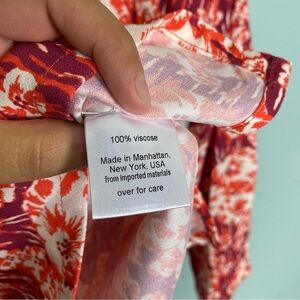 100% viscose
Made in Manhattan,
New York, USA
from imported materials
over for care